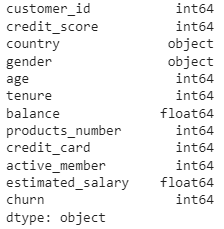 customer_id int64
credit_score int64
country object
gender object
age int64
tenure int64
balance float64
products_number int64
credit_card int64
active_member int64
estimated_salary float64
churn int64
dtype: object